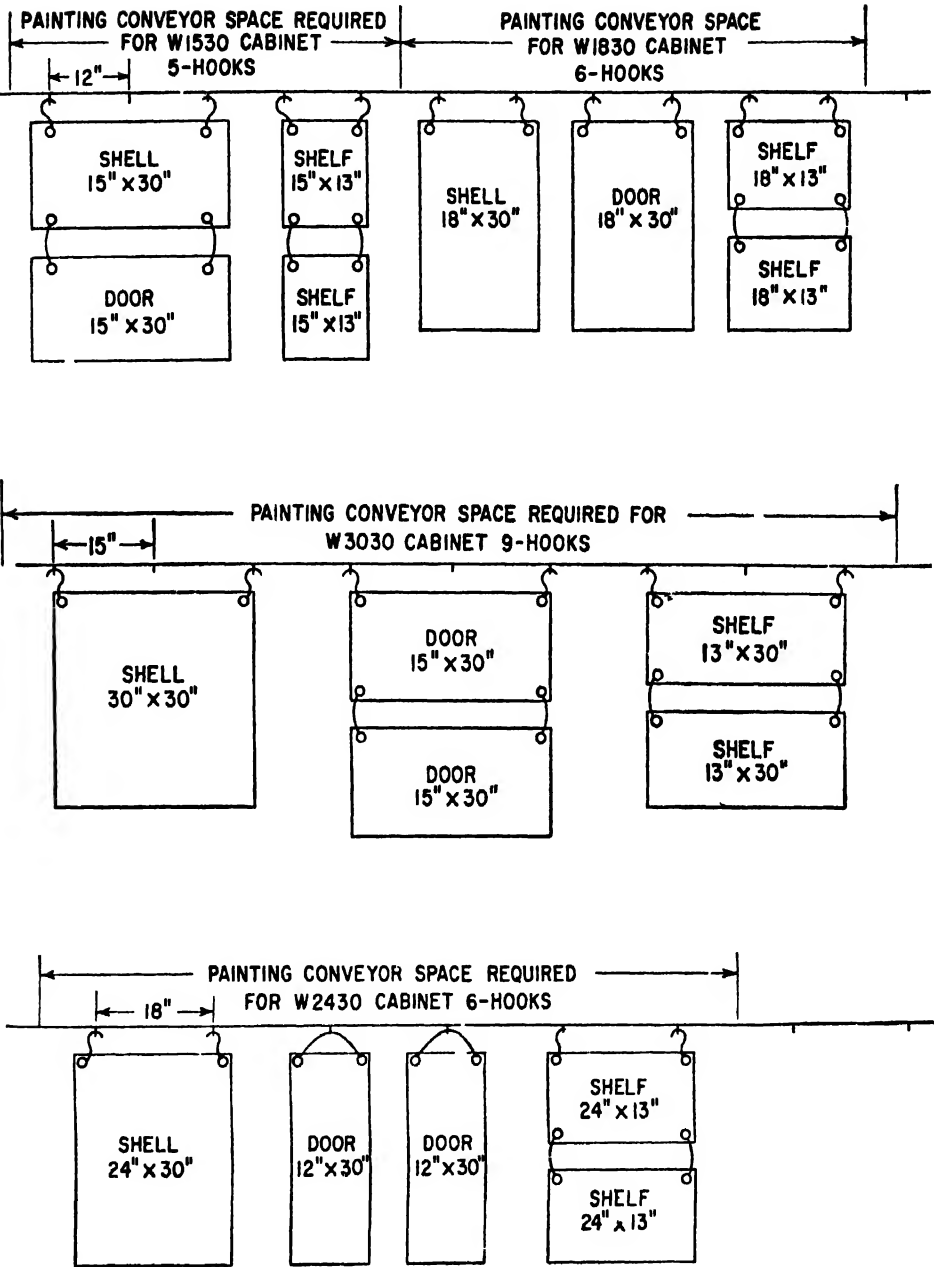 PAINTING CONVEYOR SPACE REQUIRED
FOR W1530 CABINET
5-HOOKS
12"
PAINTING CONVEYOR SPACE
FOR W1830 CABINET
6-HOOKS
SHELL
15" X 30"
DOOR
15" X 30"
SHELF
15" X 13"
SHELF
15" X 13"
SHELL
18" X 30"
DOOR
18" X 30"
SHELF
18" X 13"
SHELF
18" X 13"
PAINTING CONVEYOR SPACE REQUIRED FOR
W3030 CABINET 9-HOOKS
15"
SHELL
30" X 30"
DOOR
15" X 30"
DOOR
15" X 30"
SHELF
13" X 30"
SHELF
13" X 30"
PAINTING CONVEYOR SPACE REQUIRED
FOR W2430 CABINET 6-HOOKS
18"
SHELL
24" X 30"
DOOR
12" X 30"
DOOR
12" X 30"
SHELF
24" X 13"
SHELF
24" X 13"